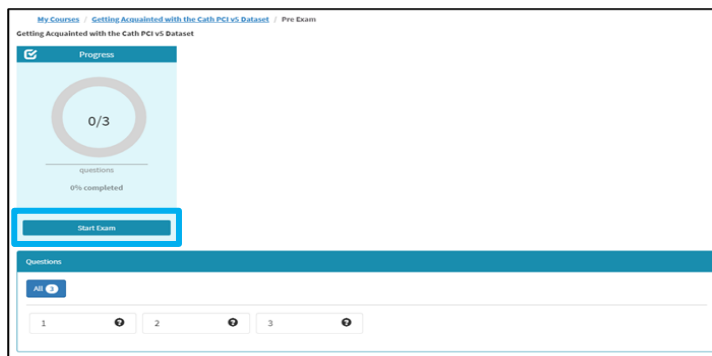 My Courses / Getting Acquainted with the Cath PCI v5 Dataset / Pre Exam
Getting Acquainted with the Cath PCI v5 Dataset
Progress
0/3
questions
0% completed
Start Exam
Questions
All 3
1 ? 2 ? 3 ?